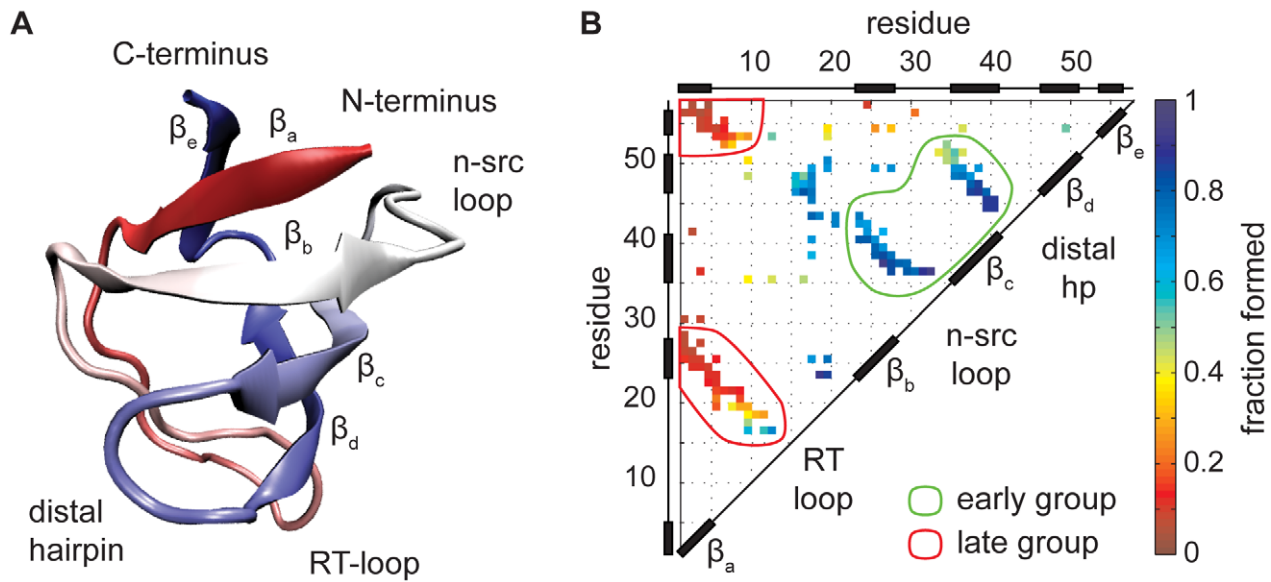 A
C-terminus
N-terminus
βe
βa
n-src
loop
βb
βc
βd
distal
hairpin
RT-loop
B
residue
10
20
30
40
50
1
0.8
0.6
0.4
0.2
0
fraction formed
residue
50
40
30
20
10
βe
βd
distal
hp
βc
n-src
loop
βb
RT
loop
βa
early group
late group